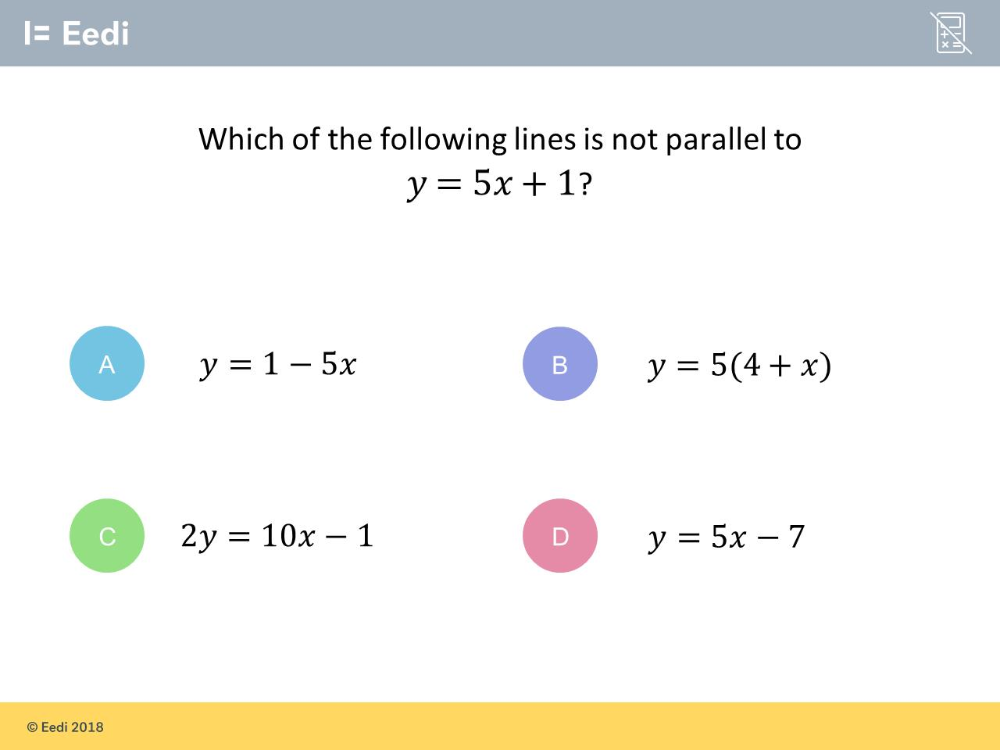 Eedi
Which of the following lines is not parallel to
y = 5x + 1?
A
y = 1 − 5x
B
y = 5(4 + x)
C
2y = 10x − 1
D
y = 5x − 7
© Eedi 2018